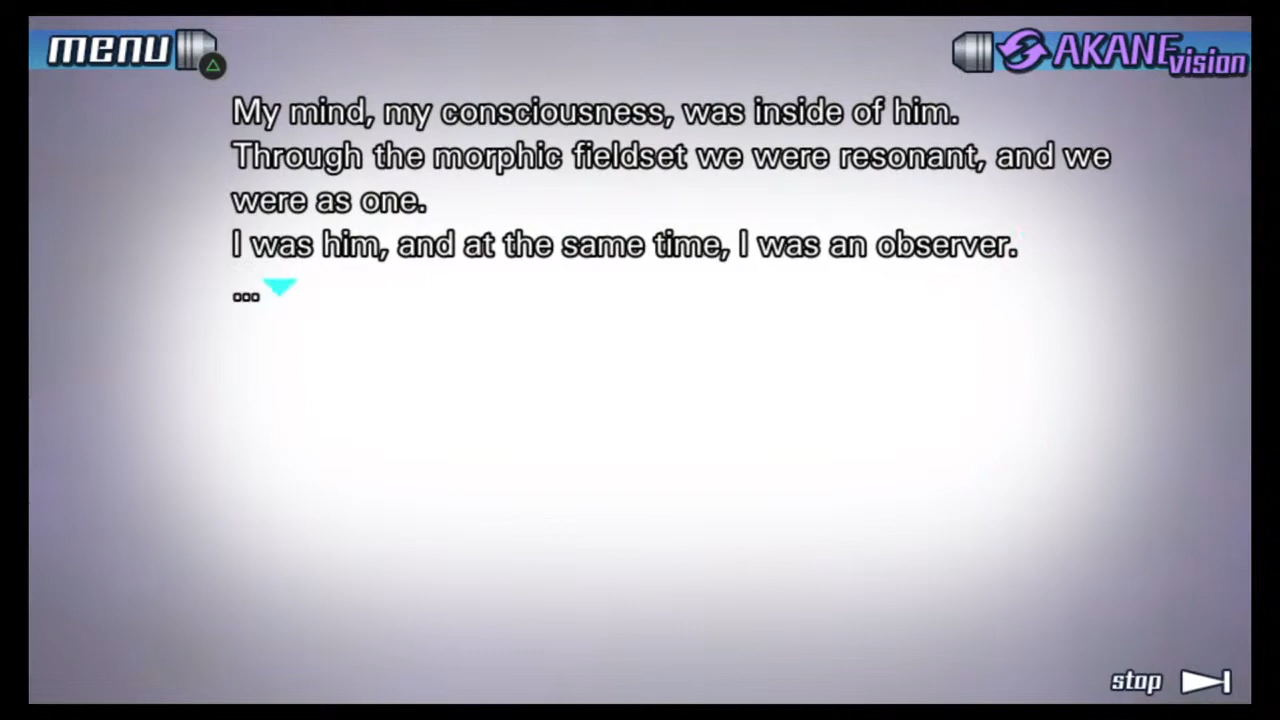 menu
AKANE vision
My mind, my consciousness, was inside of him.
Through the morphic fieldset we were resonant, and we
were as one.
I was him, and at the same time, I was an observer.
...
stop